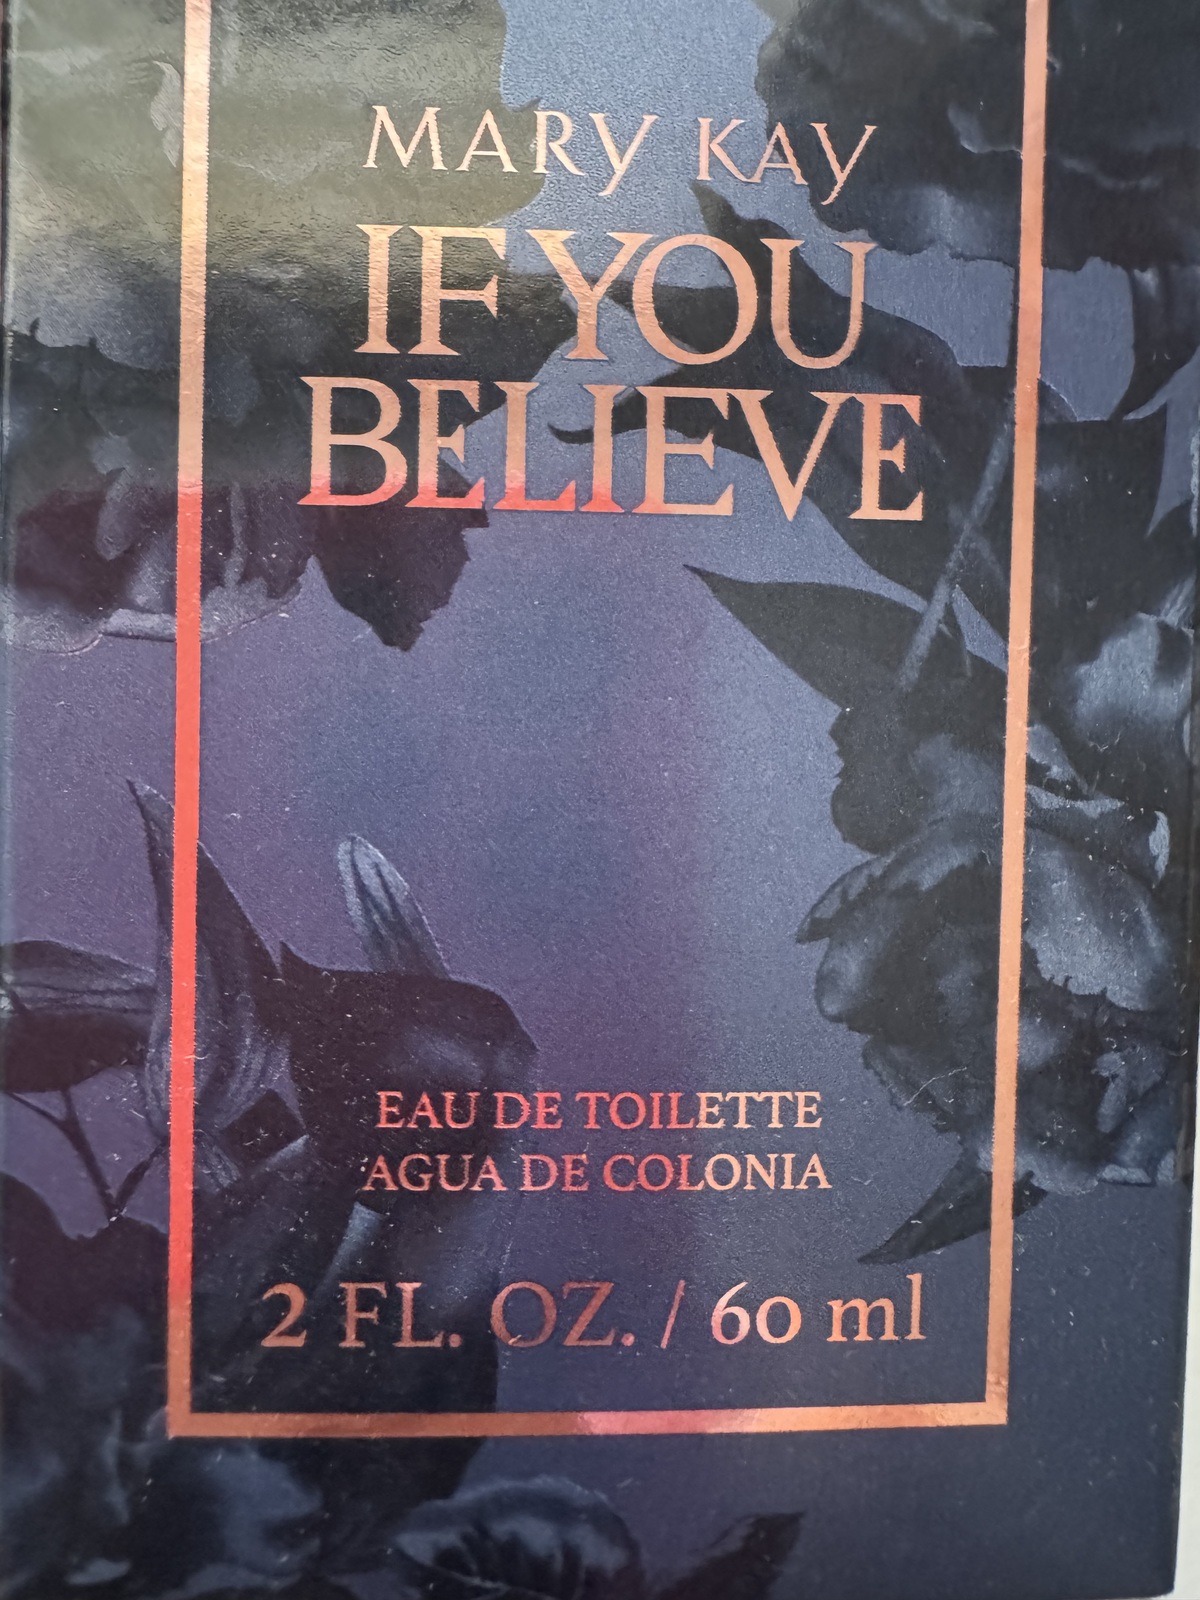 MARY KAY
IF YOU
BELIEVE
EAU DE TOILETTE
AGUA DE COLONIA
2 FL. OZ. / 60 ml